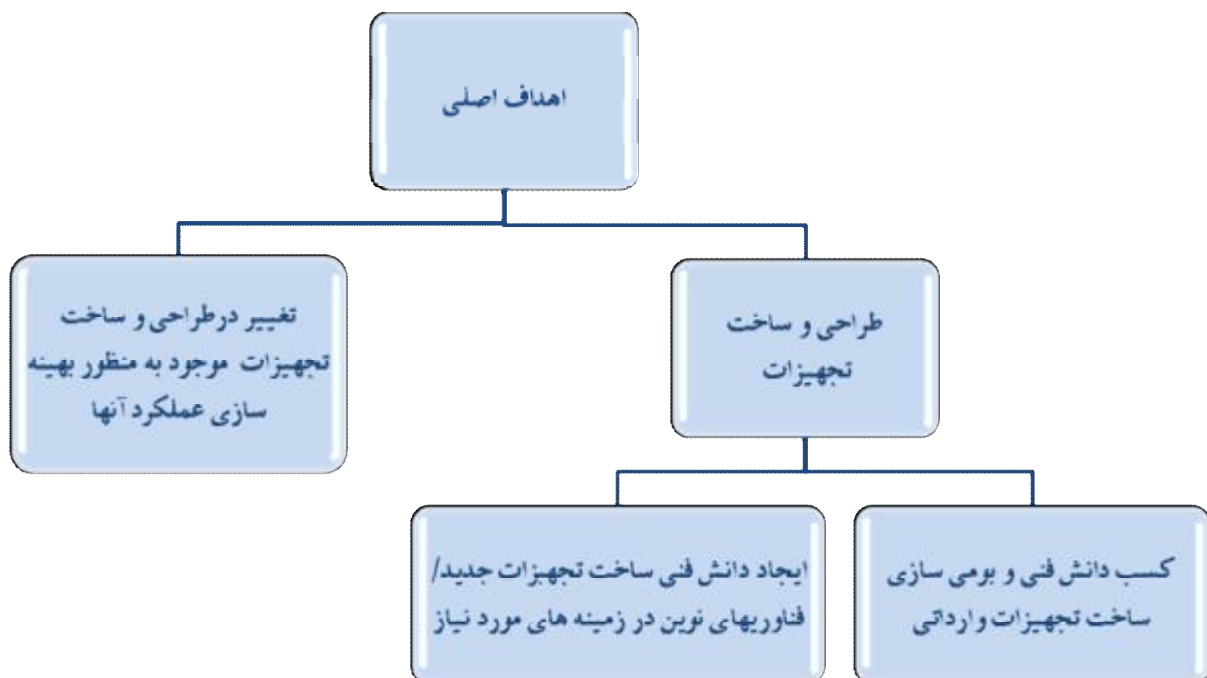 اهداف اصلی
طراحی و ساخت
تجهیزات
تغییر درطراحی و ساخت
تجهیزات موجود به منظور بهینه
سازی عملکرد آنها
کسب دانش فنی و بومی سازی
ساخت تجهیزات وارداتی
ایجاد دانش فنی ساخت تجهیزات جدید/
فناوریهای نوین در زمینه های مورد نیاز